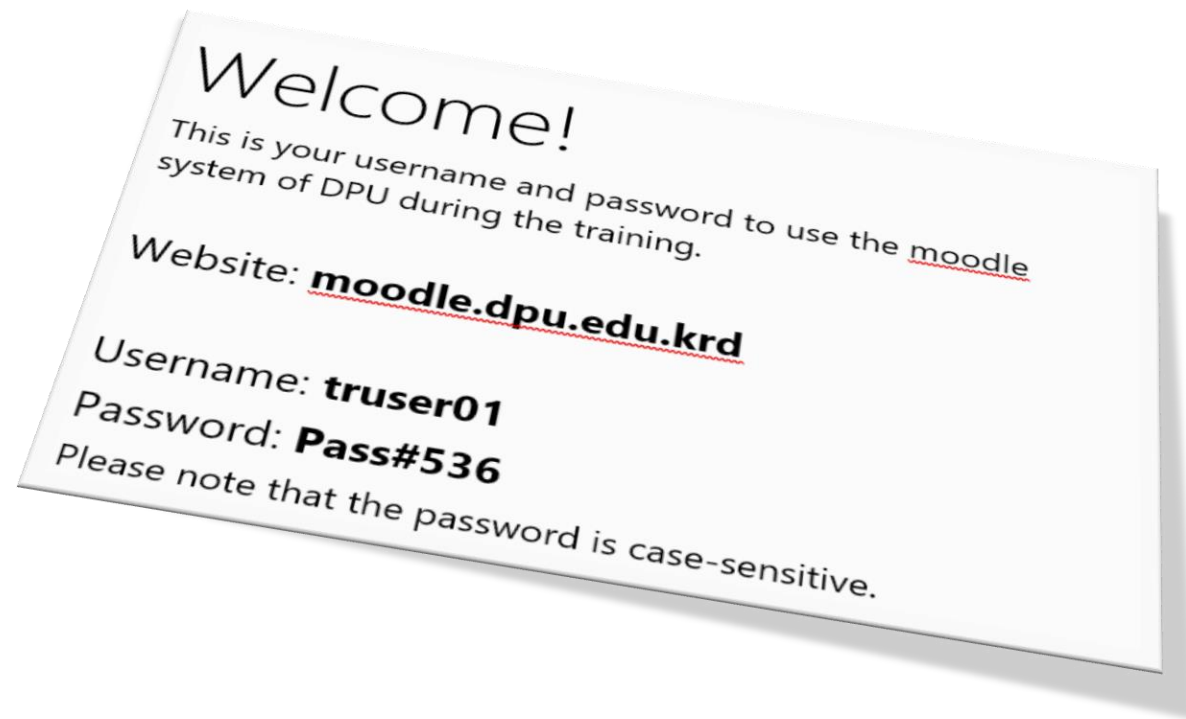 Welcome!
This is your username and password to use the moodle
system of DPU during the training.
Website: moodle.dpu.edu.krd
Username: truser01
Password: Pass#536
Please note that the password is case-sensitive.